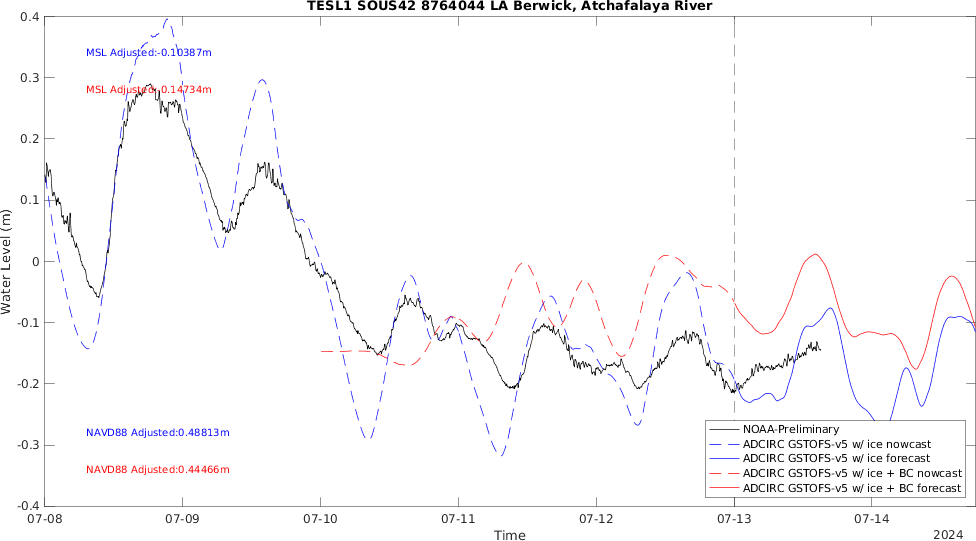 TESL1 SOUS42 8764044 LA Berwick, Atchafalaya River
0.4
MSL Adjusted:-0.10387m
0.3
MSL Adjusted:-0.14734m
0.2
0.1
0
-0.1
-0.2
-0.3
-0.4
Water Level (m)
NAVD88 Adjusted:0.48813m
NAVD88 Adjusted:0.44466m
NOAA-Preliminary
ADCIRC GSTOFS-v5 w/ ice nowcast
ADCIRC GSTOFS-v5 w/ ice forecast
ADCIRC GSTOFS-v5 w/ ice + BC nowcast
ADCIRC GSTOFS-v5 w/ ice + BC forecast
07-08 07-09 07-10 07-11 07-12 07-13 07-14
Time
2024